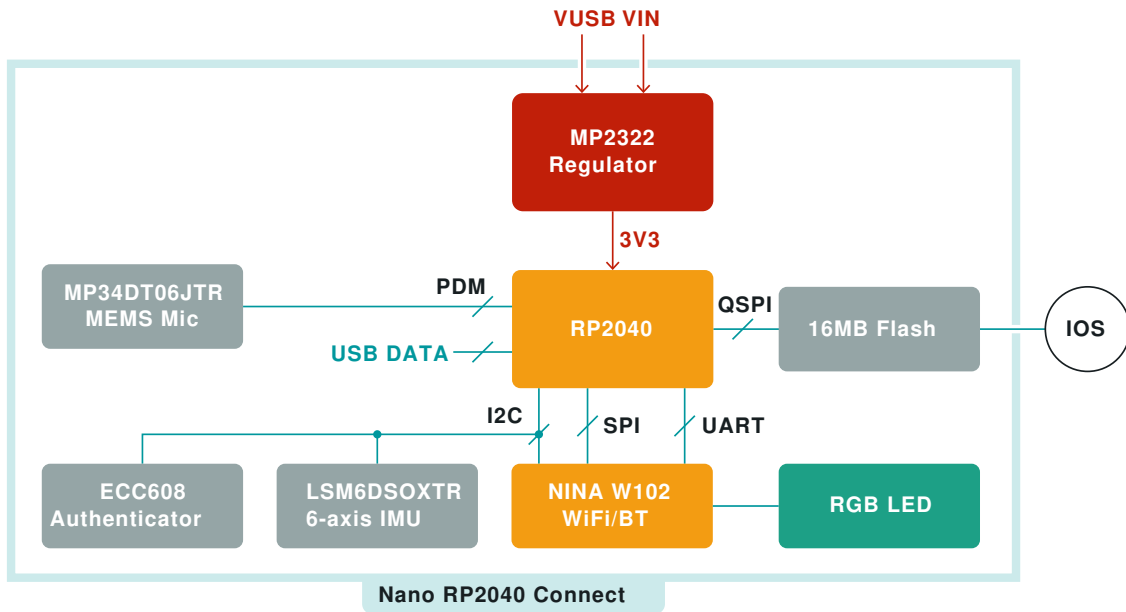 VUSB VIN
MP2322
Regulator
3V3
MP34DT06JTR
MEMS Mic
PDM
USB DATA
RP2040
QSPI
16MB Flash
IOS
I2C
SPI
UART
ECC608
Authenticator
LSM6DSOXTR
6-axis IMU
NINA W102
WiFi/BT
RGB LED
Nano RP2040 Connect